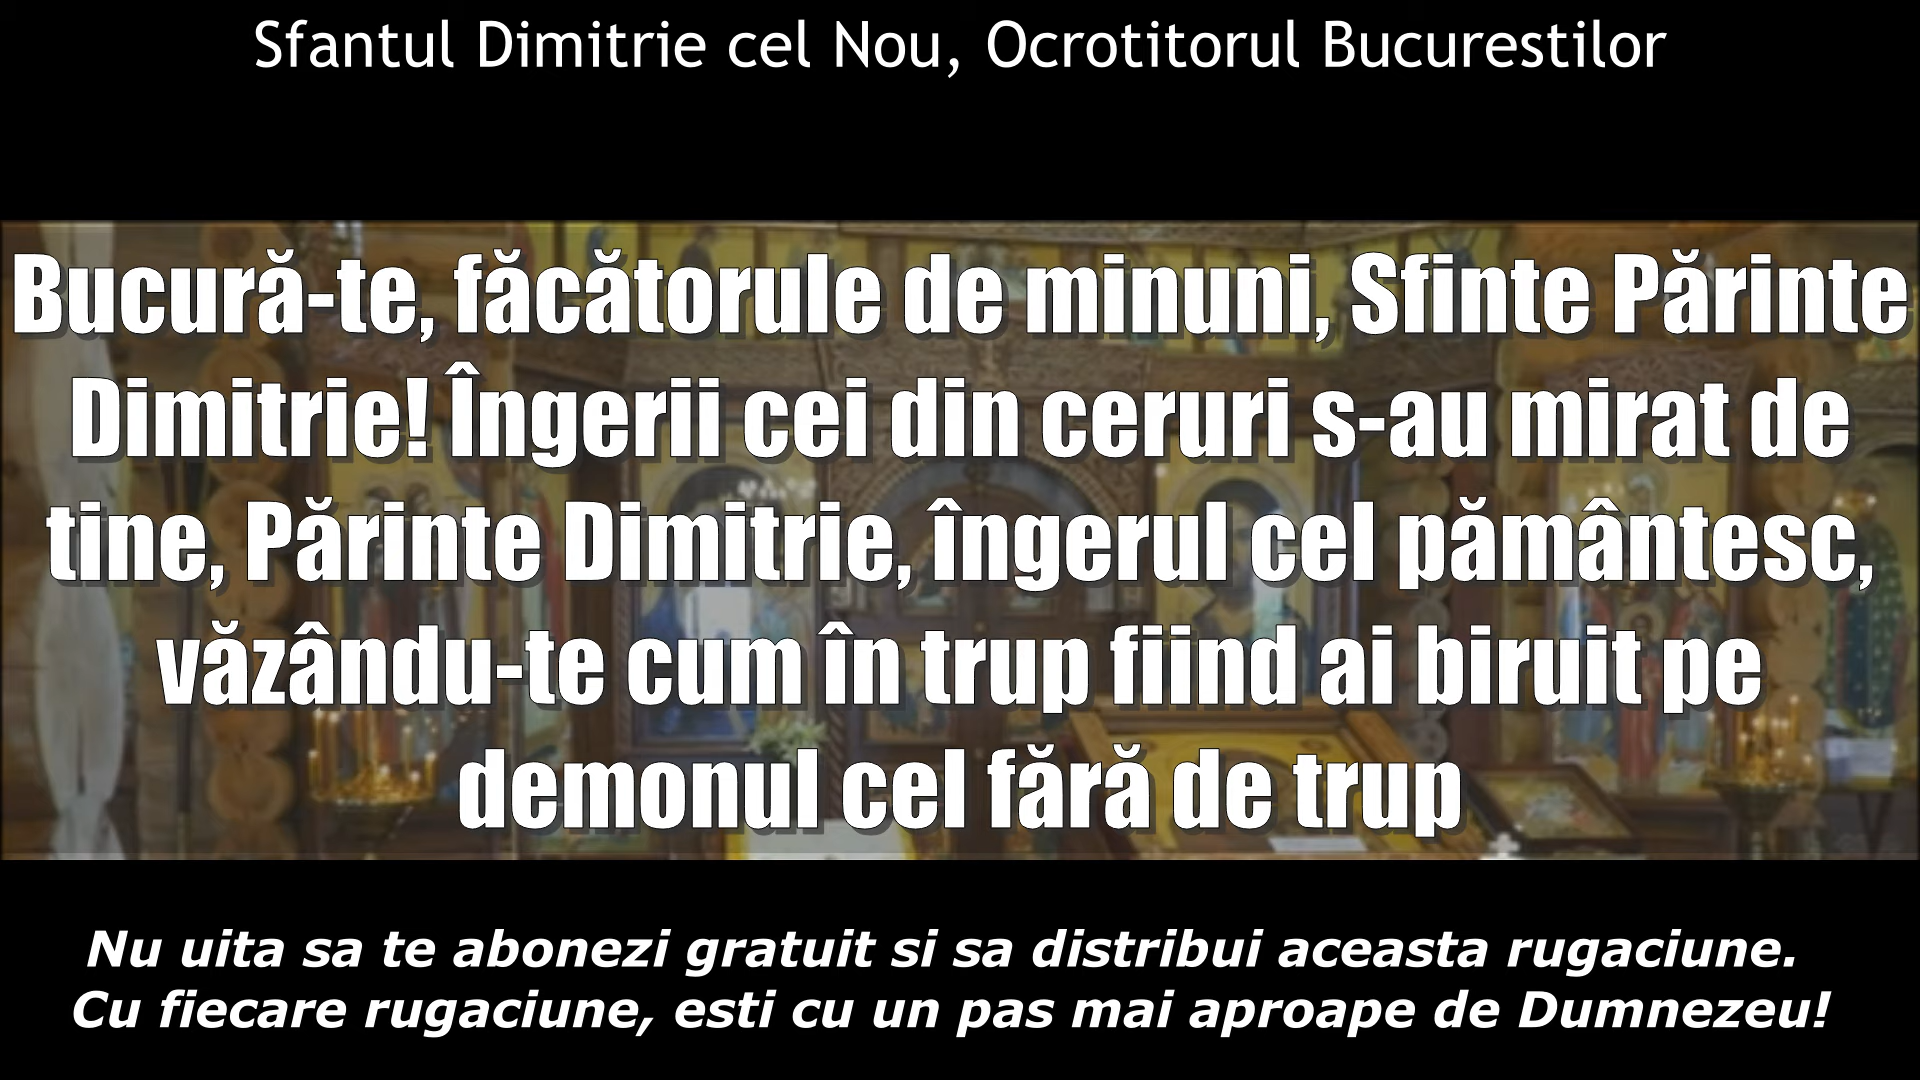 Sfantul Dimitrie cel Nou, Ocrotitorul Bucurestilor
Bucură-te, făcătorule de minuni, Sfinte Părinte
Dimitrie! Îngerii cei din ceruri s-au mirat de
tine, Părinte Dimitrie, îngerul cel pământesc,
văzându-te cum în trup fiind ai biruit pe
demonul cel fără de trup
Nu uita sa te abonezi gratuit si sa distribui aceasta rugaciune.
Cu fiecare rugaciune, esti cu un pas mai aproape de Dumnezeu!